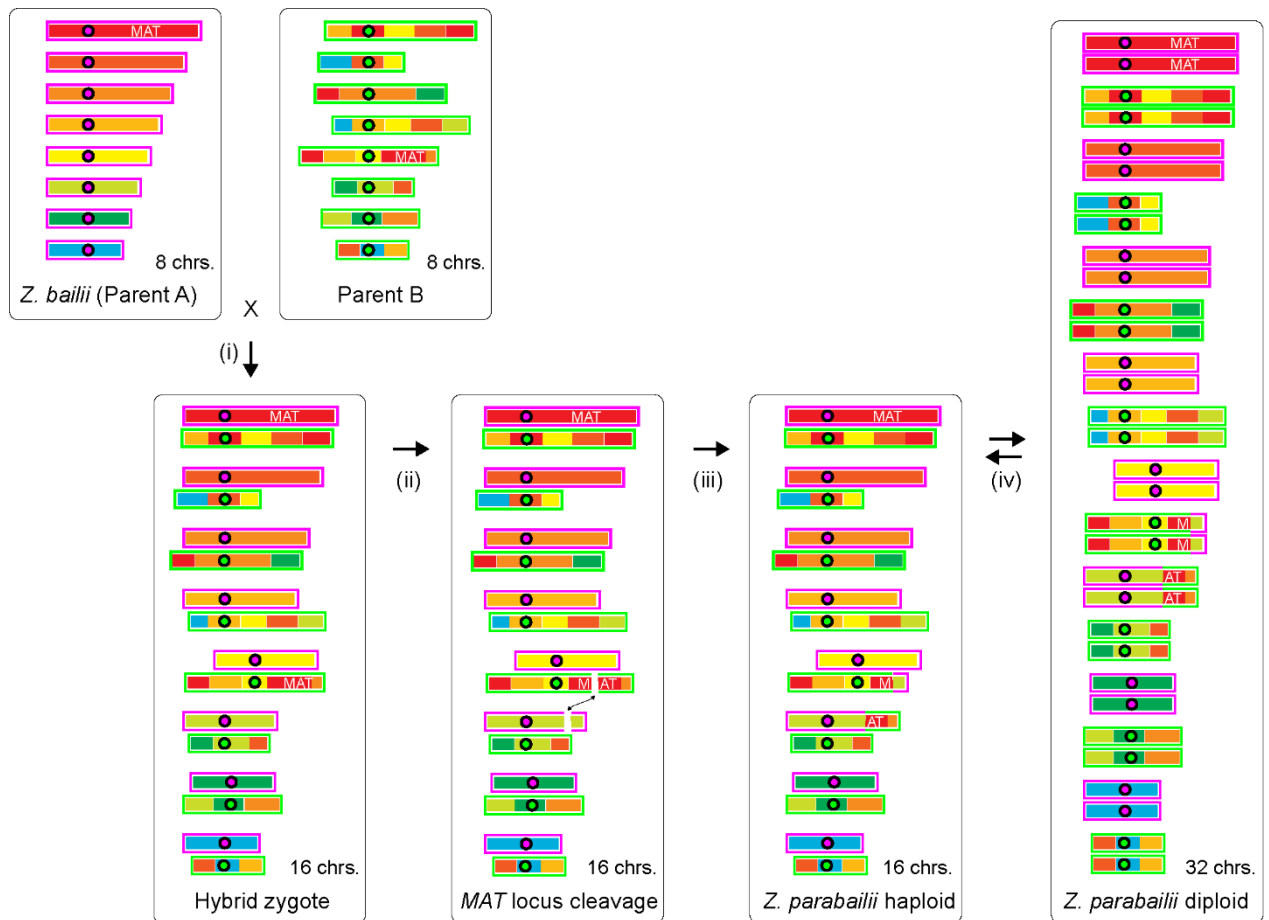 MAT
8 chrs.
Z. bailii (Parent A)
MAT
8 chrs.
Parent B
X
(i)
MAT
MAT
16 chrs.
Hybrid zygote
(ii)
MAT
M AT
16 chrs.
MAT locus cleavage
(iii)
MAT
M
AT
16 chrs.
Z. parabailii haploid
(iv)
MAT
MAT
M
M
AT
AT
32 chrs.
Z. parabailii diploid